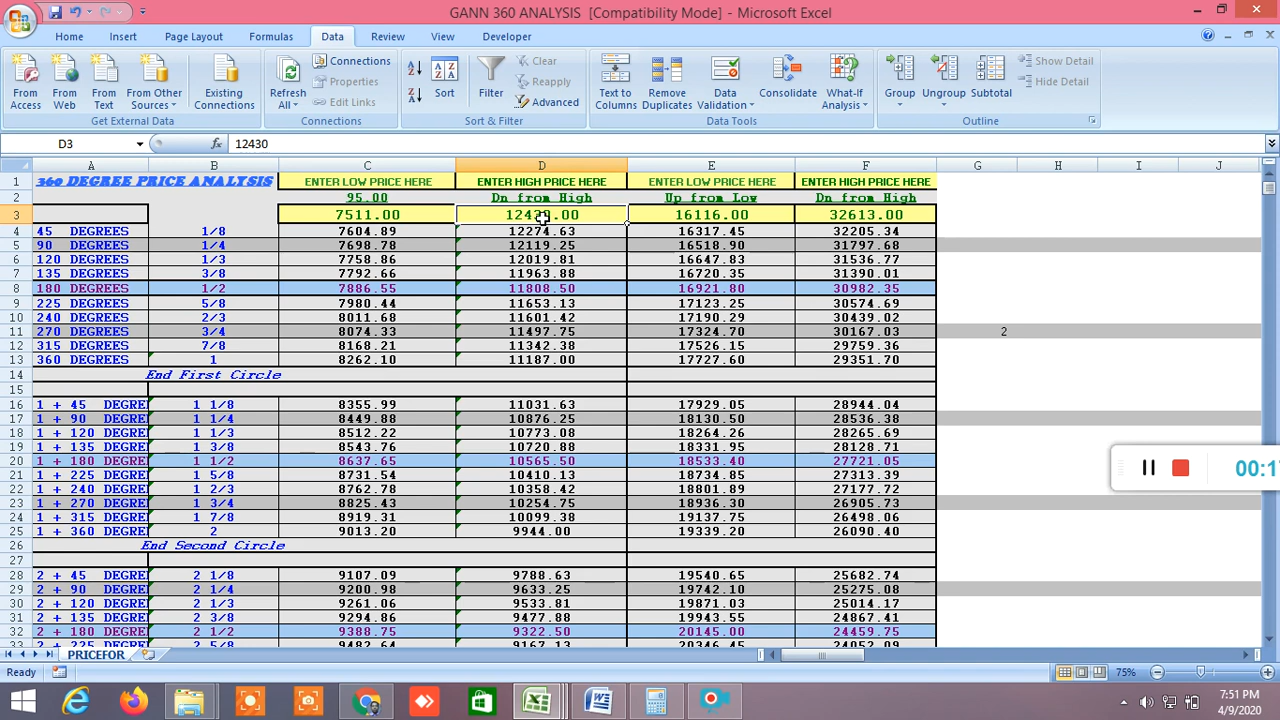 GANN 360 ANALYSIS [Compatibility Mode] - Microsoft Excel
Home Insert Page Layout Formulas Data Review View Developer
From Access From Web From Text From Other Sources Existing Connections
Get External Data
Refresh All Connections Properties Edit Links
Connections
Sort Filter Clear Reapply Advanced
Sort & Filter
Text to Columns Remove Duplicates Data Validation Consolidate What-If Analysis
Data Tools
Group Ungroup Subtotal Show Detail Hide Detail
Outline
D3 fx 12430
A B C D E F G H I J
1 360 DEGREE PRICE ANALYSIS ENTER LOW PRICE HERE ENTER HIGH PRICE HERE ENTER LOW PRICE HERE ENTER HIGH PRICE HERE
2 95.00 Dn from High Up from Low Dn from High
3 7511.00 12430.00 16116.00 32613.00
4 45 DEGREES 1/8 7604.89 12274.63 16317.45 32205.34
5 90 DEGREES 1/4 7698.78 12119.25 16518.90 31797.68
6 120 DEGREES 1/3 7758.86 12019.81 16647.83 31536.77
7 135 DEGREES 3/8 7792.66 11963.88 16720.35 31390.01
8 180 DEGREES 1/2 7886.55 11808.50 16921.80 30982.35
9 225 DEGREES 5/8 7980.44 11653.13 17123.25 30574.69
10 240 DEGREES 2/3 8011.68 11601.42 17190.29 30439.02
11 270 DEGREES 3/4 8074.33 11497.75 17324.70 30167.03 2
12 315 DEGREES 7/8 8168.21 11342.38 17526.15 29759.36
13 360 DEGREES 1 8262.10 11187.00 17727.60 29351.70
14 End First Circle
15
16 1 + 45 DEGRE 1 1/8 8355.99 11031.63 17929.05 28944.04
17 1 + 90 DEGRE 1 1/4 8449.88 10876.25 18130.50 28536.38
18 1 + 120 DEGRE 1 1/3 8512.22 10773.08 18264.26 28265.69
19 1 + 135 DEGRE 1 3/8 8543.76 10720.88 18331.95 28128.71
20 1 + 180 DEGRE 1 1/2 8637.65 10565.50 18533.40 27721.05
21 1 + 225 DEGRE 1 5/8 8731.54 10410.13 18734.85 27313.39
22 1 + 240 DEGRE 1 2/3 8762.78 10358.42 18801.89 27177.72
23 1 + 270 DEGRE 1 3/4 8825.43 10254.75 18936.30 26905.73
24 1 + 315 DEGRE 1 7/8 8919.31 10099.38 19137.75 26498.06
25 1 + 360 DEGRE 2 9013.20 9944.00 19339.20 26090.40
26 End Second Circle
27
28 2 + 45 DEGRE 2 1/8 9107.09 9788.63 19540.65 25682.74
29 2 + 90 DEGRE 2 1/4 9200.98 9633.25 19742.10 25275.08
30 2 + 120 DEGRE 2 1/3 9261.06 9533.81 19871.03 25014.17
31 2 + 135 DEGRE 2 3/8 9294.86 9477.88 19943.55 24867.41
32 2 + 180 DEGRE 2 1/2 9388.75 9322.50 20145.00 24459.75
33 2 + 225 DEGRE 2 5/8 9482.64 9167.13 20346.45 24052.09
00:1
PRICEFOR
Ready 75%
7:51 PM
4/9/2020